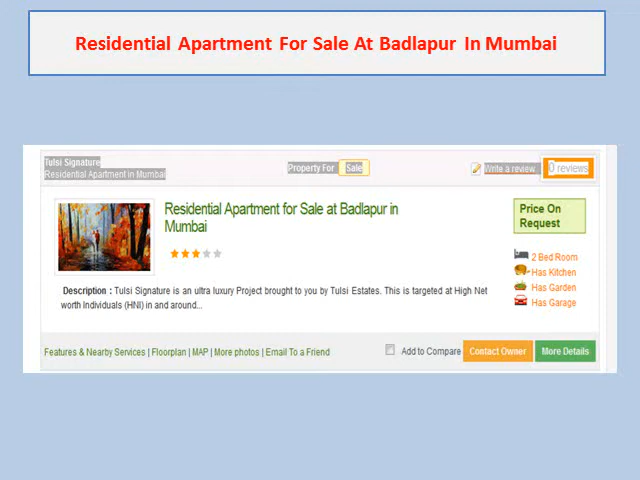 Residential Apartment For Sale At Badlapur In Mumbai
Tulsi Signature
Residential Apartment in Mumbai
Property For Sale
Write a review
0 reviews
Residential Apartment for Sale at Badlapur in
Mumbai
Price On
Request
2 Bed Room
Has Kitchen
Has Garden
Has Garage
Description : Tulsi Signature is an ultra luxury Project brought to you by Tulsi Estates. This is targeted at High Net
worth Individuals (HNI) in and around...
Features & Nearby Services | Floorplan | MAP | More photos | Email To a Friend
Add to Compare
Contact Owner
More Details